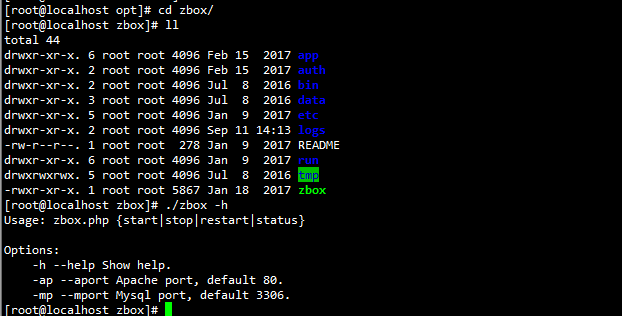 [root@localhost opt]# cd zbox/
[root@localhost zbox]# ll
total 44
drwxr-xr-x. 6 root root 4096 Feb 15  2017 app
drwxr-xr-x. 2 root root 4096 Feb 15  2017 auth
drwxr-xr-x. 2 root root 4096 Jul  8  2016 bin
drwxr-xr-x. 3 root root 4096 Jul  8  2016 data
drwxr-xr-x. 5 root root 4096 Jan  9  2017 etc
drwxr-xr-x. 2 root root 4096 Sep 11 14:13 logs
-rw-r--r--. 1 root root  278 Jan  9  2017 README
drwxr-xr-x. 6 root root 4096 Jan  9  2017 run
drwxrwxrwx. 5 root root 4096 Jul  8  2016 tmp
-rwxr-xr-x. 1 root root 5867 Jan 18  2017 zbox
[root@localhost zbox]# ./zbox -h
Usage: zbox.php {start|stop|restart|status}

Options:
    -h --help Show help.
    -ap --aport Apache port, default 80.
    -mp --mport Mysql port, default 3306.
[root@localhost zbox]#